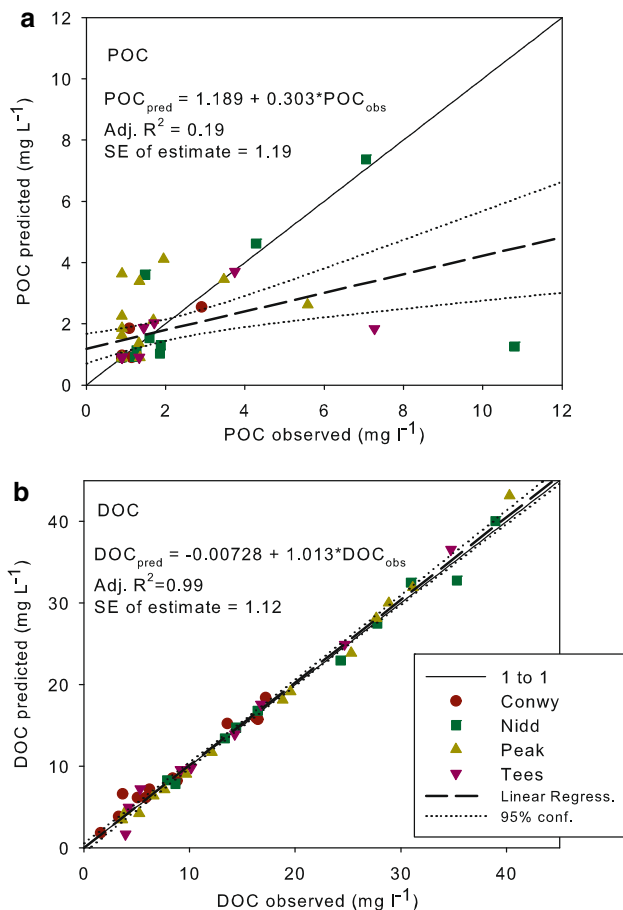 a
12
10
8
6
4
2
0
POC predicted (mg L⁻¹)
POC
POC_pred = 1.189 + 0.303*POC_obs
Adj. R² = 0.19
SE of estimate = 1.19
0 2 4 6 8 10 12
POC observed (mg l⁻¹)
b
40
30
20
10
0
DOC predicted (mg L⁻¹)
DOC
DOC_pred = -0.00728 + 1.013*DOC_obs
Adj. R²=0.99
SE of estimate = 1.12
1 to 1
Conwy
Nidd
Peak
Tees
Linear Regress.
95% conf.
0 10 20 30 40
DOC observed (mg l⁻¹)